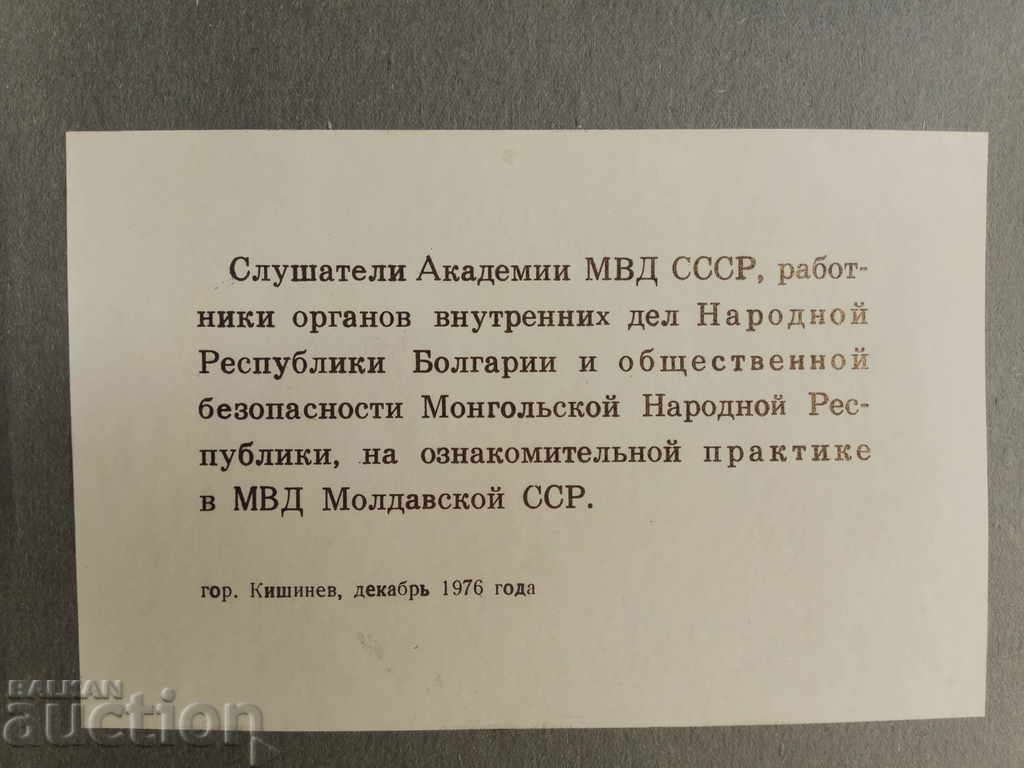 Слушатели Академии МВД СССР, работ-
ники органов внутренних дел Народной
Республики Болгарии и общественной
безопасности Монгольской Народной Рес-
публики, на ознакомительной практике
в МВД Молдавской ССР.
гор. Кишинев, декабрь 1976 года
BALKAN
auction